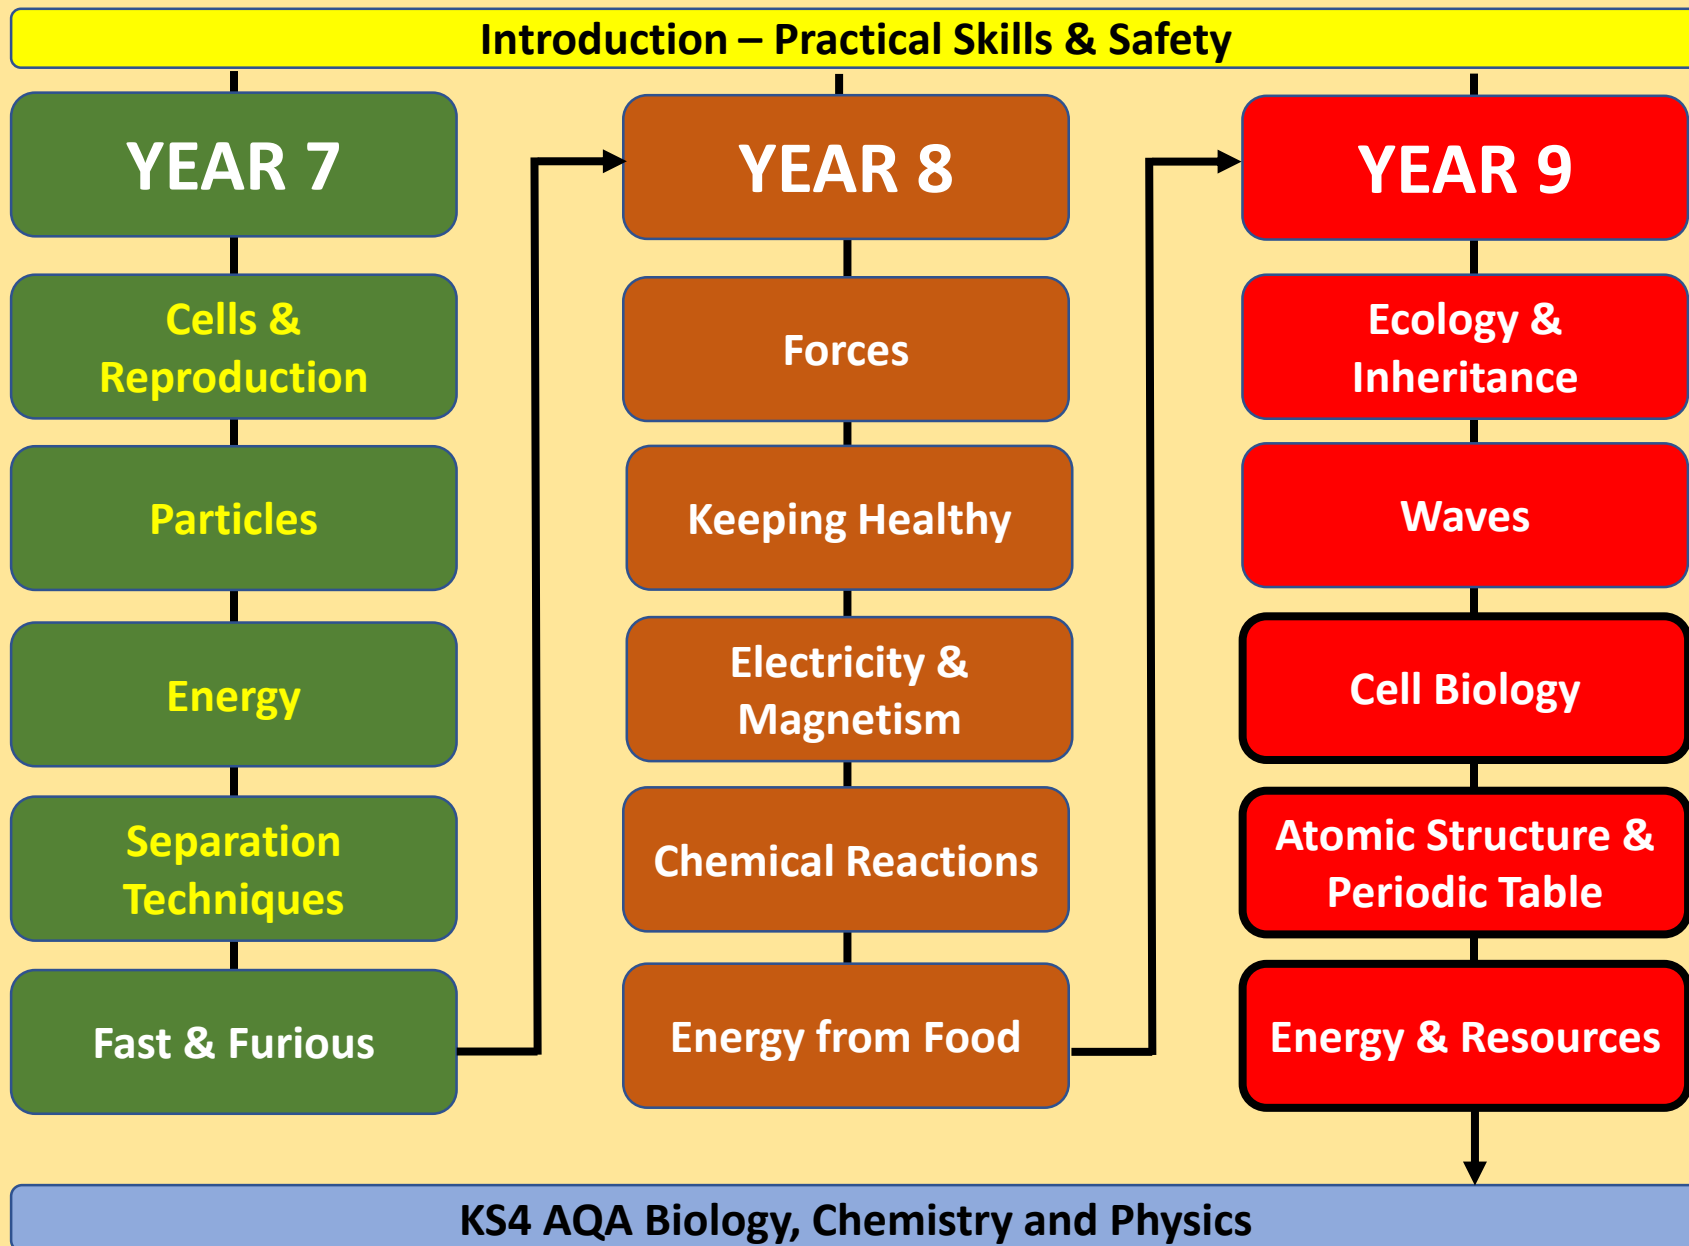 Introduction – Practical Skills & Safety
YEAR 7
Cells &
Reproduction
Particles
Energy
Separation
Techniques
Fast & Furious
YEAR 8
Forces
Keeping Healthy
Electricity &
Magnetism
Chemical Reactions
Energy from Food
YEAR 9
Ecology &
Inheritance
Waves
Cell Biology
Atomic Structure &
Periodic Table
Energy & Resources
KS4 AQA Biology, Chemistry and Physics